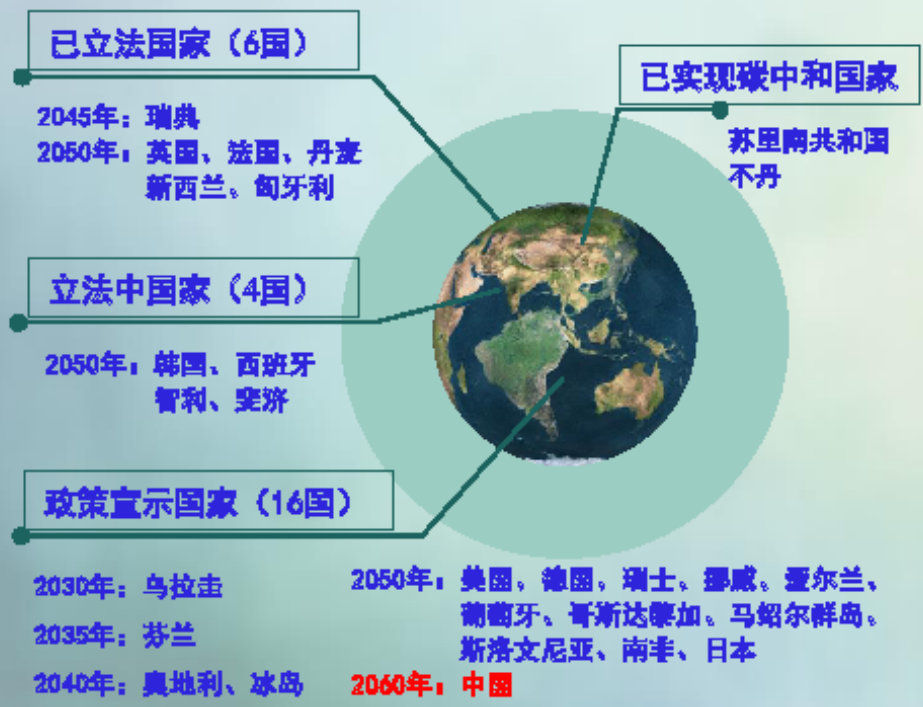 已立法国家（6国）
2045年：瑞典
2050年：英国、法国、丹麦
新西兰、匈牙利
已实现碳中和国家
苏里南共和国
不丹
立法中国家（4国）
2050年：韩国、西班牙
智利、斐济
政策宣示国家（16国）
2030年：乌拉圭
2035年：芬兰
2040年：奥地利、冰岛
2050年：美国、德国、瑞士、挪威、爱尔兰、
葡萄牙、哥斯达黎加、马绍尔群岛、
斯洛文尼亚、南非、日本
2060年：中国